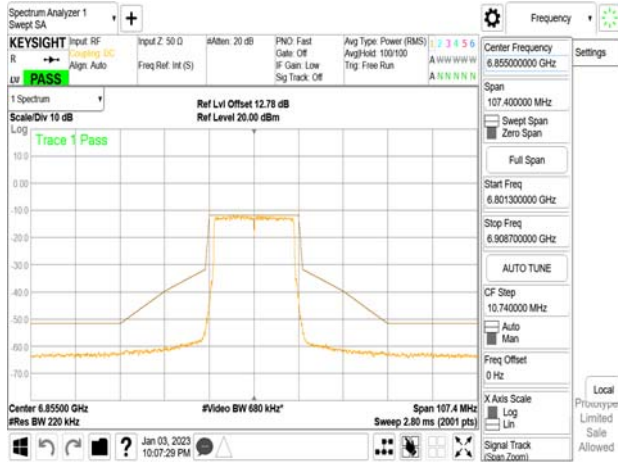 Spectrum Analyzer 1
Swept SA
+
Frequency
KEYSIGHT
Input: RF
Coupling: DC
Align: Auto
Input Z: 50 Ω
Freq Ref: Int (S)
#Atten: 20 dB
PNO: Fast
Gate: Off
IF Gain: Low
Sig Track: Off
Avg Type: Power (RMS)
Avg|Hold: 100/100
Trig: Free Run
1 2 3 4 5 6
A W W W W W
A N N N N N
R
LW PASS
Center Frequency
6.855000000 GHz
Settings
Span
107.400000 MHz
Swept Span
Zero Span
Full Span
Start Freq
6.801300000 GHz
Stop Freq
6.908700000 GHz
AUTO TUNE
CF Step
10.740000 MHz
Auto
Man
Freq Offset
0 Hz
X Axis Scale
Log
Lin
Signal Track
(Span Zoom)
Local
Prototype
Limited
Sale
Allowed
1 Spectrum
Scale/Div 10 dB
Ref Lvl Offset 12.78 dB
Ref Level 20.00 dBm
Log
Trace 1 Pass
10.0
0.00
-10.0
-20.0
-30.0
-40.0
-50.0
-60.0
-70.0
Center 6.85500 GHz
#Video BW 680 kHz*
Span 107.4 MHz
#Res BW 220 kHz
Sweep 2.80 ms (2001 pts)
?
Jan 03, 2023
10:07:29 PM